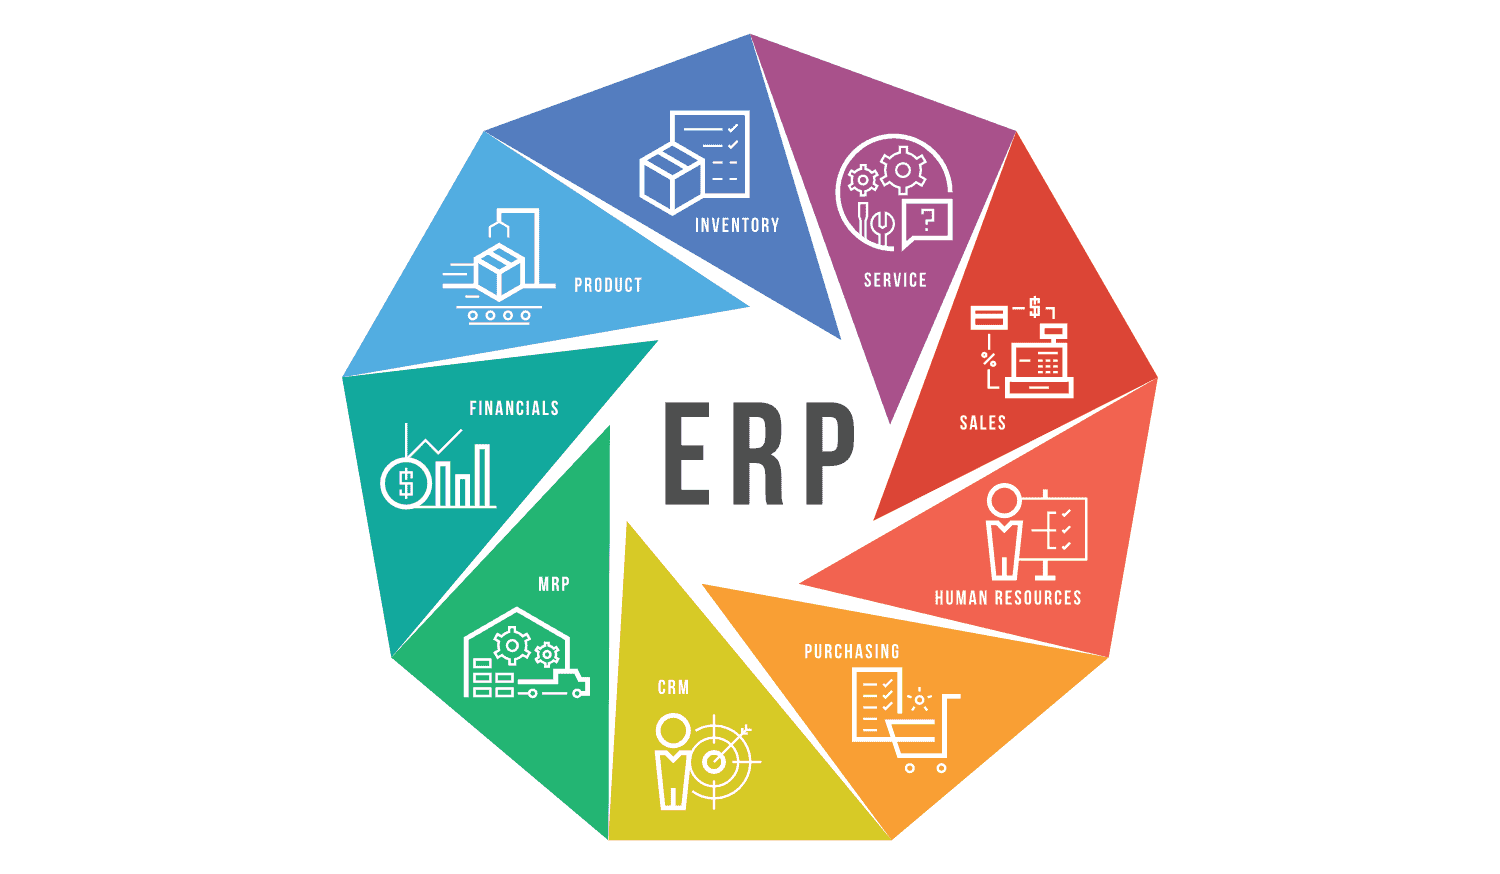 INVENTORY
SERVICE
PRODUCT
SALES
FINANCIALS
ERP
HUMAN RESOURCES
MRP
PURCHASING
CRM
$
%
?
$